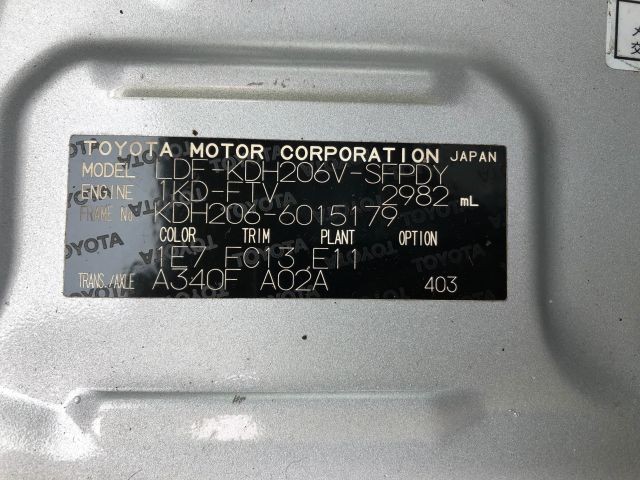 TOYOTA MOTOR CORPORATION JAPAN
MODEL LDF-KDH206V-SFPDY
ENGINE 1KD-FTV 2982 mL
FRAME No. KDH206-6015179
COLOR TRIM PLANT OPTION
1E7 FC13 E11
TRANS./AXLE A340F A02A 403